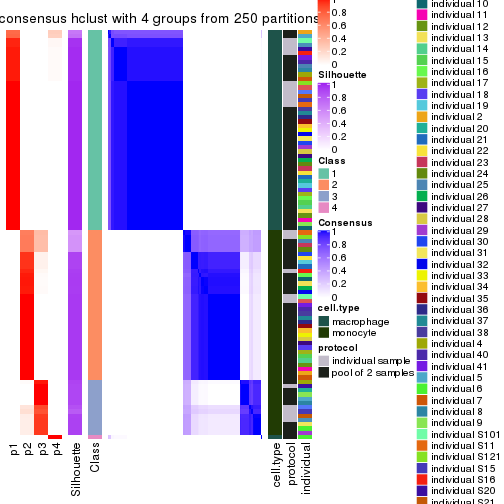 consensus hclust with 4 groups from 250 partitions
0.8
0.6
0.4
0.2
0
Silhouette
1
0.8
0.6
0.4
0.2
0
Class
1
2
3
4
Consensus
1
0.8
0.6
0.4
0.2
0
cell.type
macrophage
monocyte
protocol
individual sample
pool of 2 samples
individual 10
individual 11
individual 12
individual 13
individual 14
individual 15
individual 16
individual 17
individual 18
individual 19
individual 2
individual 20
individual 21
individual 22
individual 23
individual 24
individual 25
individual 26
individual 27
individual 28
individual 29
individual 30
individual 31
individual 32
individual 33
individual 34
individual 35
individual 36
individual 37
individual 38
individual 4
individual 40
individual 41
individual 5
individual 6
individual 7
individual 8
individual 9
individual S101
individual S11
individual S121
individual S15
individual S16
individual S20
individual S21
p1
p2
p3
p4
Silhouette
Class
cell.type
protocol
individual